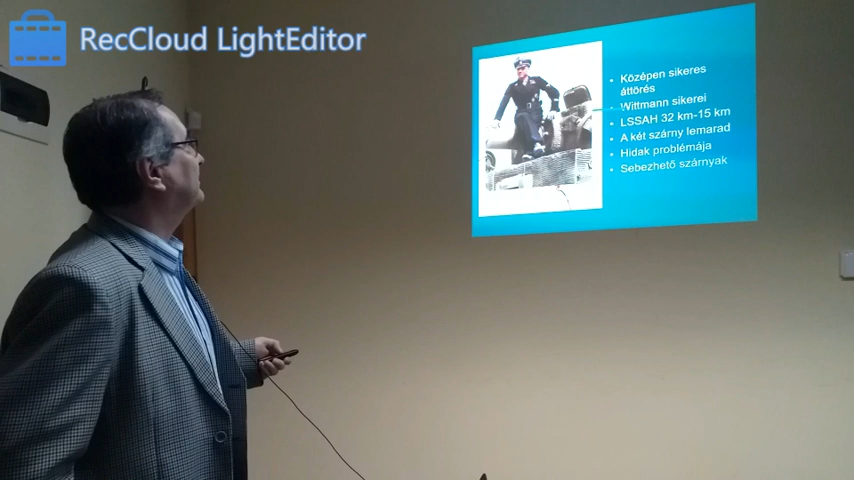 RecCloud LightEditor
• Középen sikeres
áttörés
• Wittmann sikerei
• LSSAH 32 km-15 km
• A két szárny lemarad
• Hidak problémája
• Sebezhető szárnyak